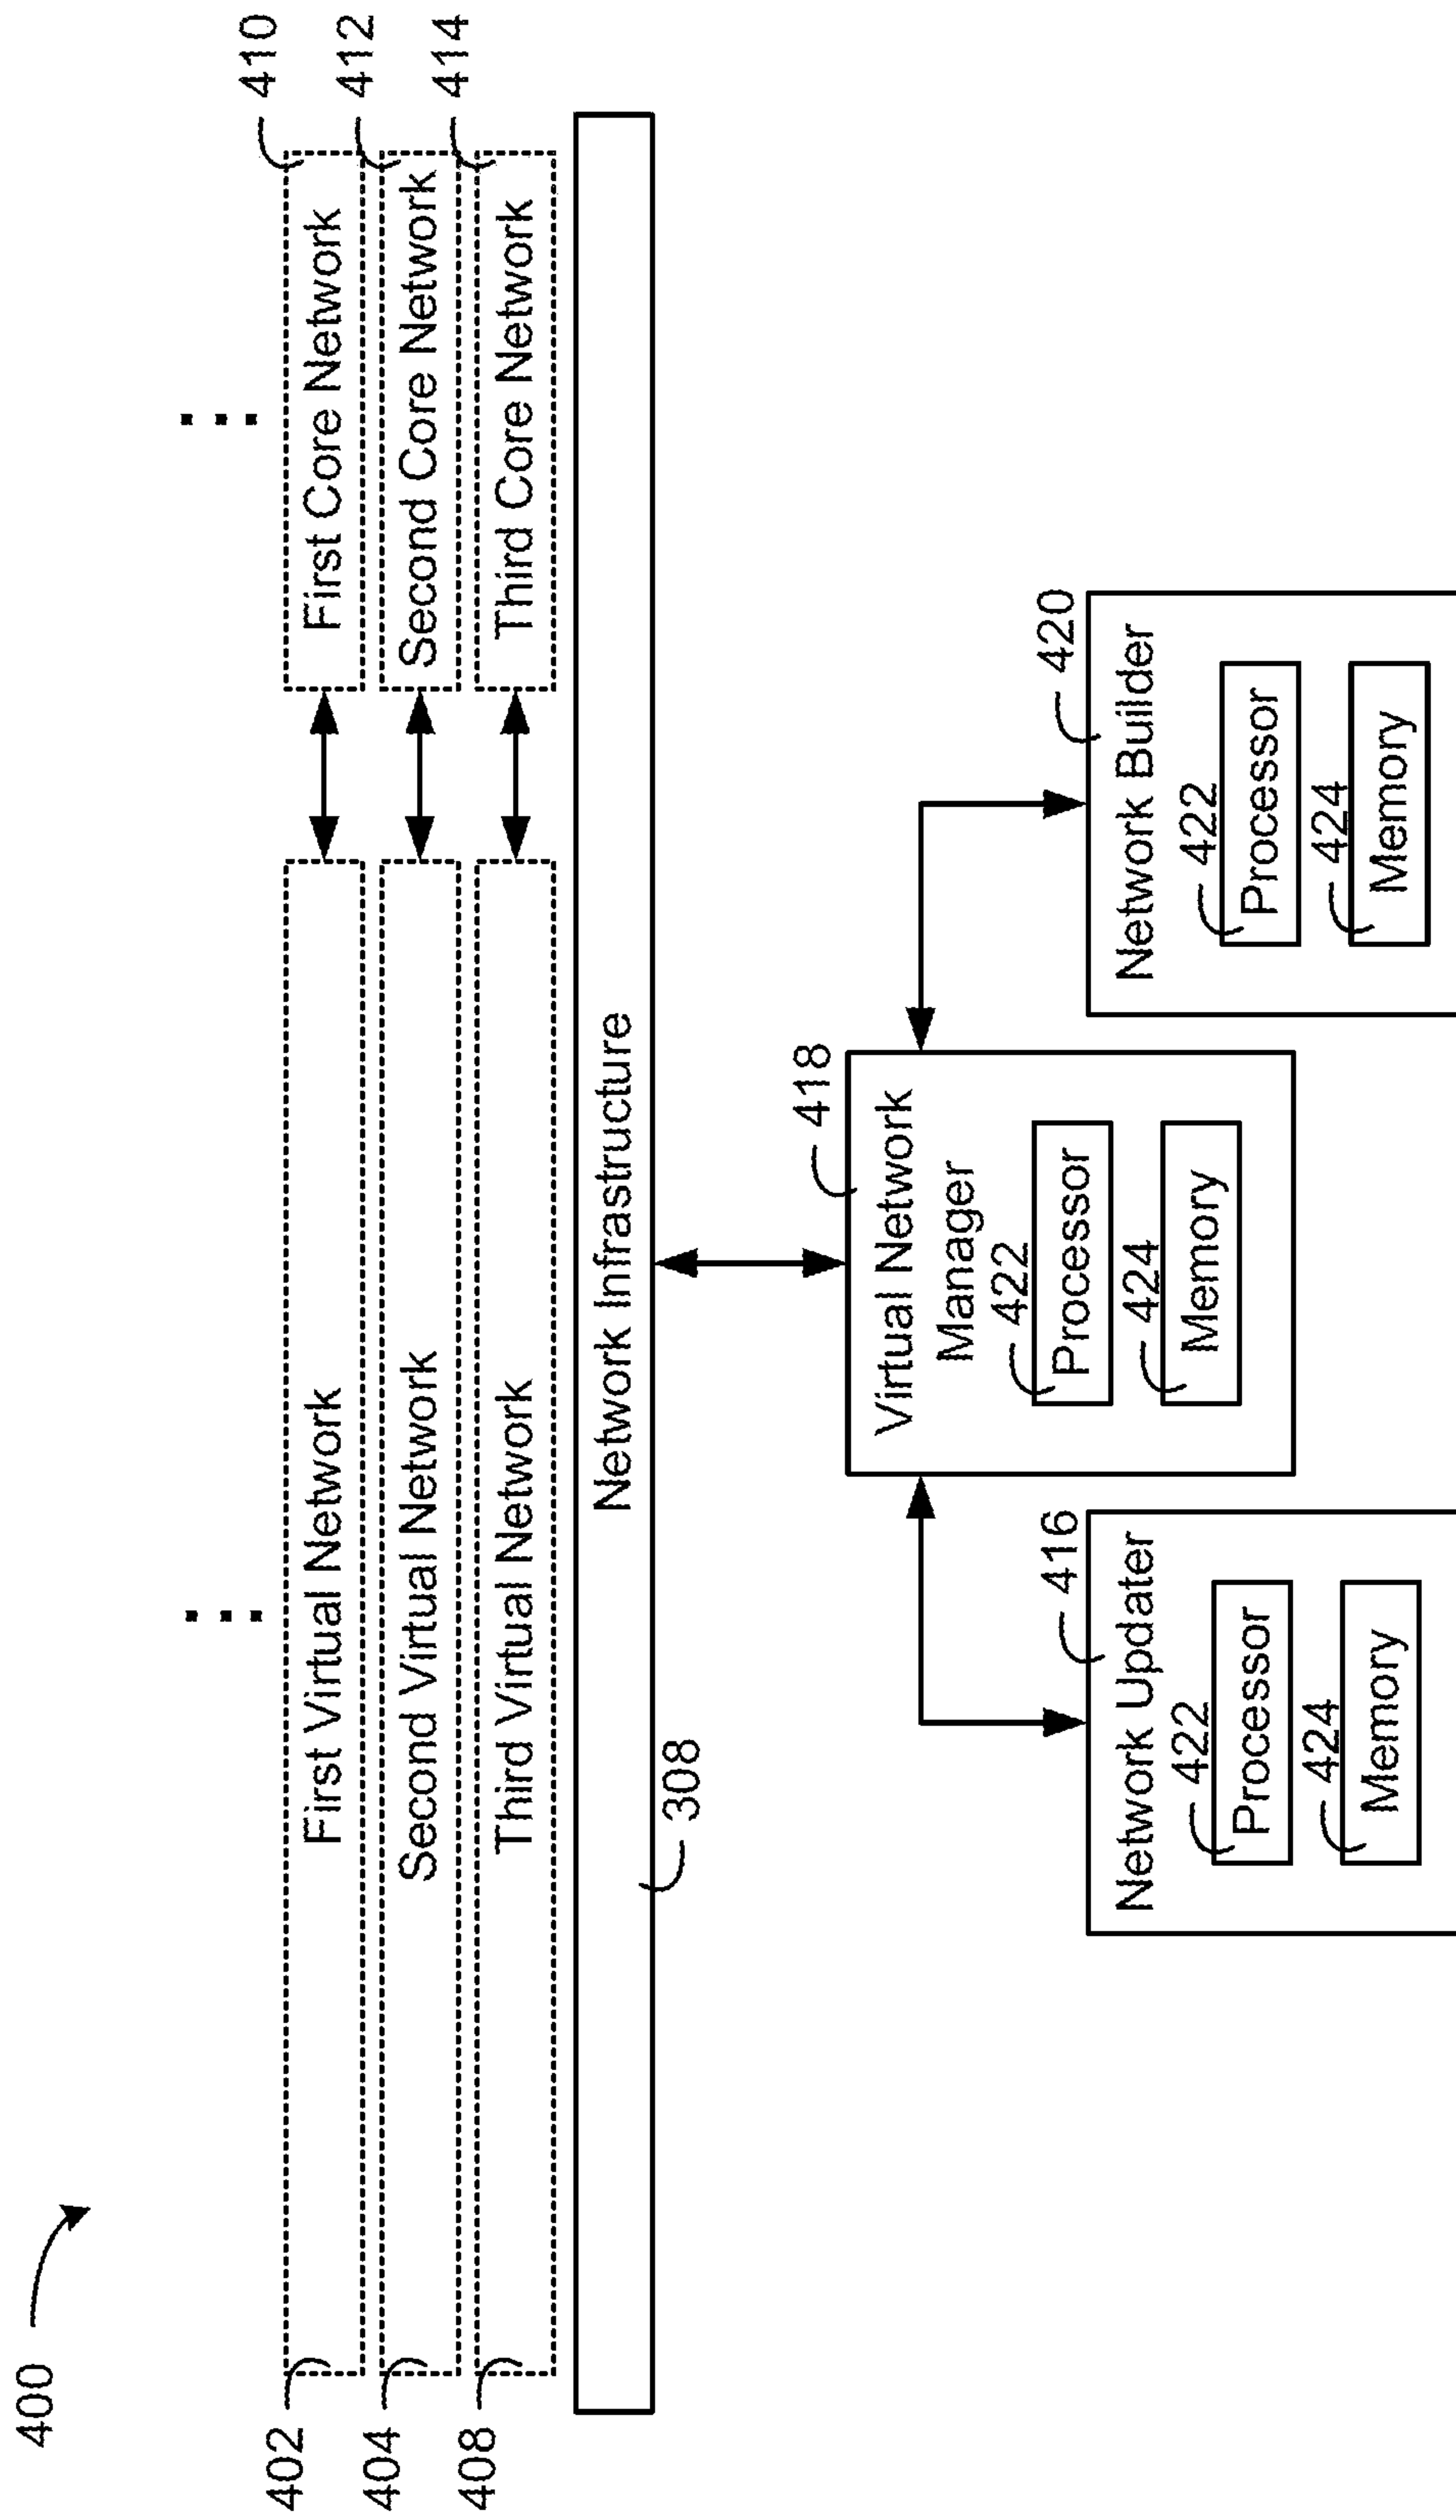 400
410
412
414
First Virtual Network
First Core Network
402
Second Virtual Network
Second Core Network
404
Third Virtual Network
Third Core Network
408
Network Infrastructure
308
418
Virtual Network
Manager
422
Processor
424
Memory
416
Network Updater
422
Processor
424
Memory
420
Network Builder
422
Processor
424
Memory